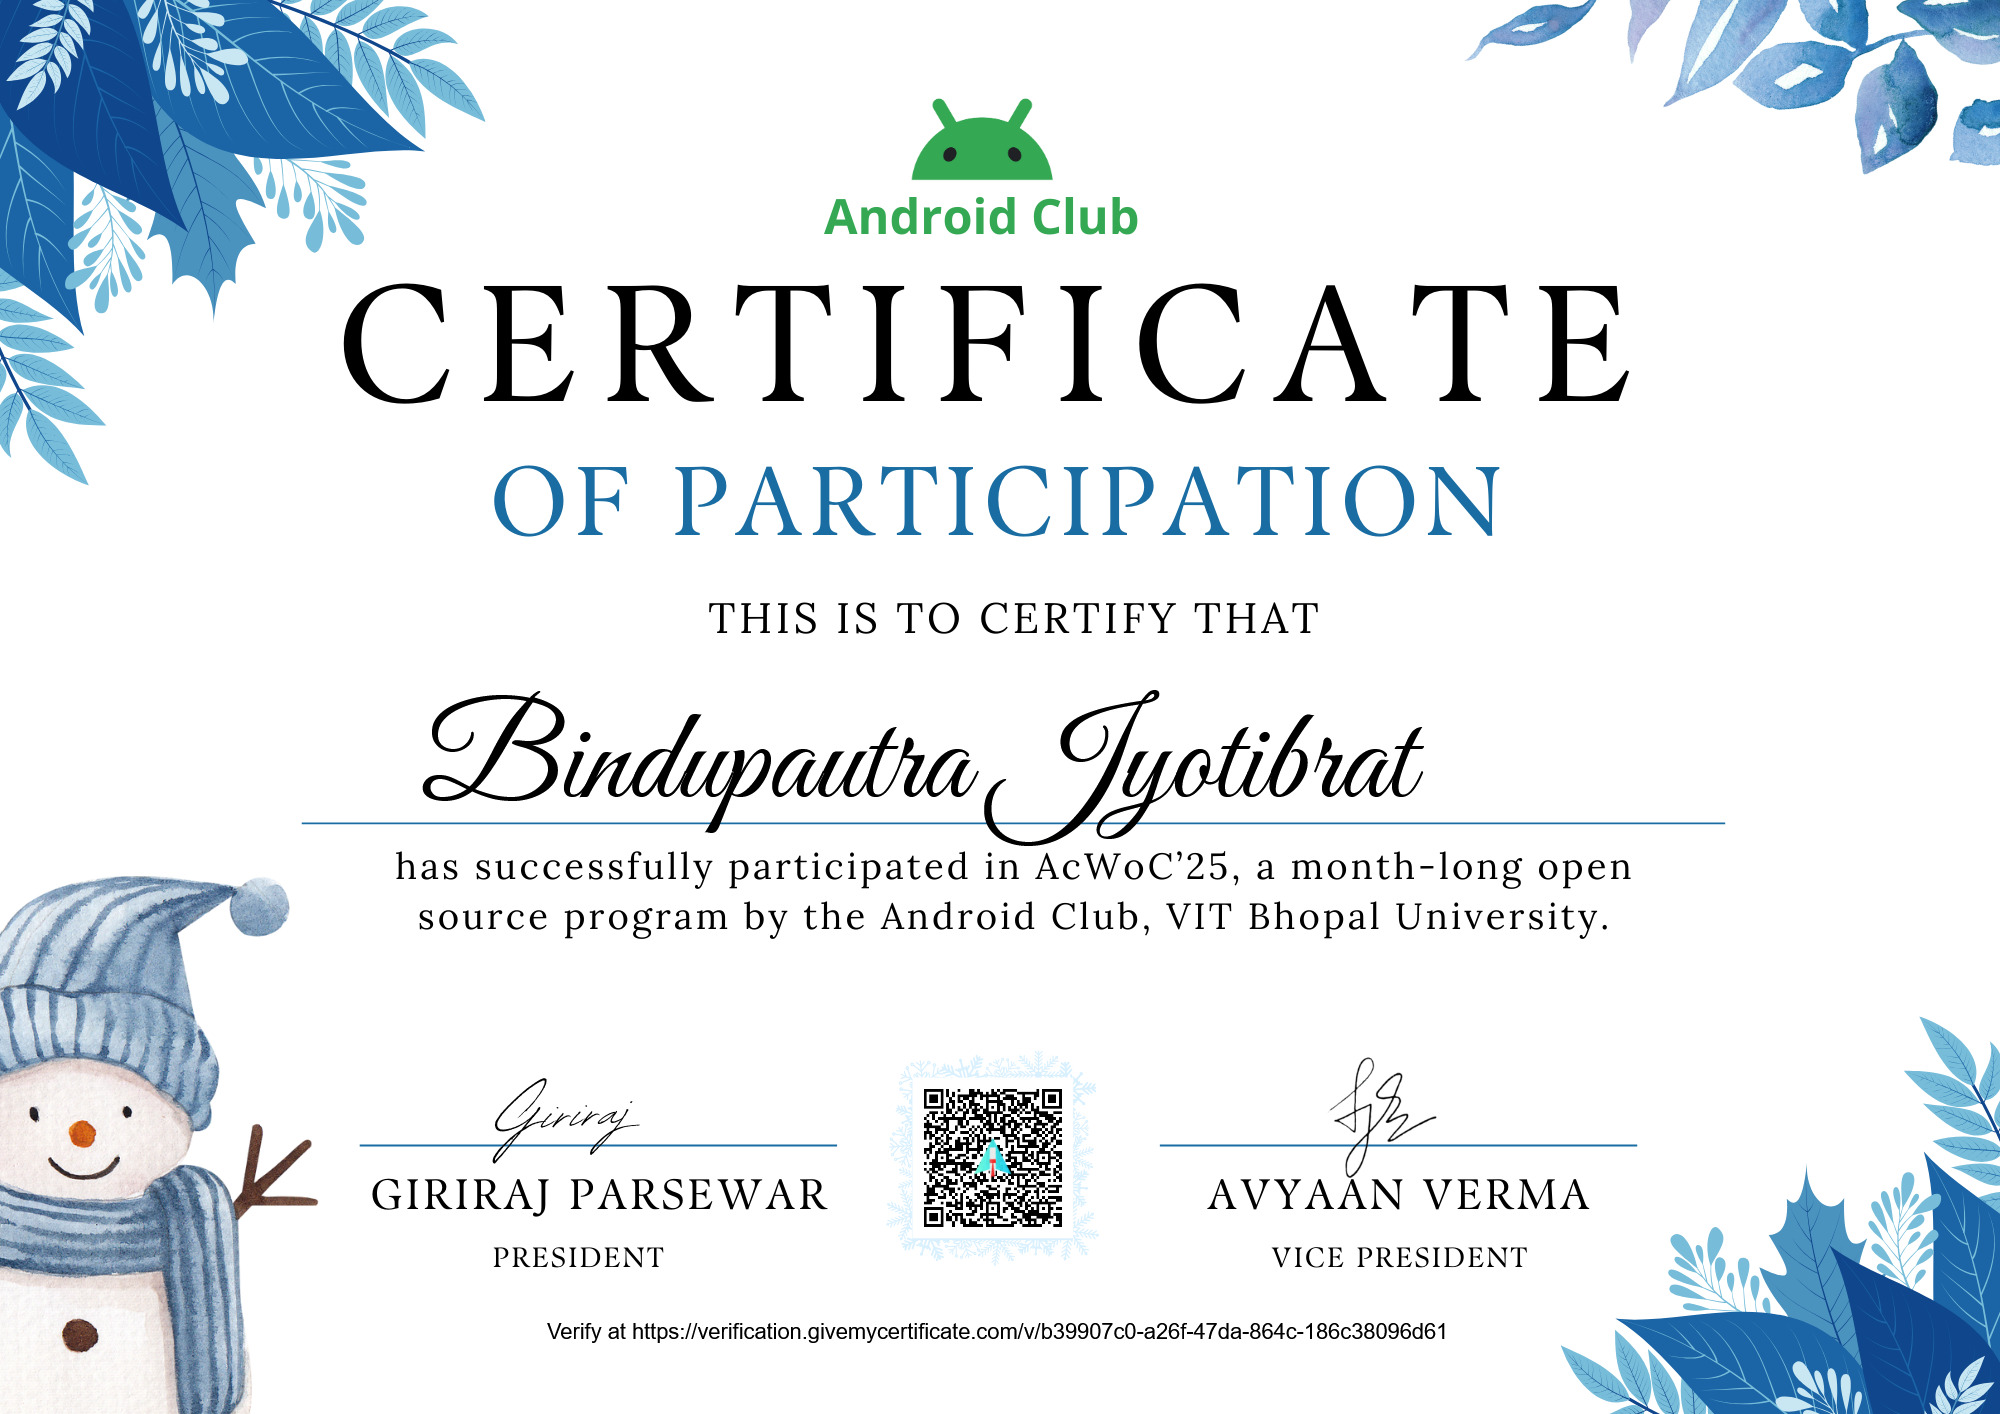 Android Club
CERTIFICATE
OF PARTICIPATION
THIS IS TO CERTIFY THAT
Bindupautra Jyotibrat
has successfully participated in AcWoC’25, a month-long open
source program by the Android Club, VIT Bhopal University.
Giriraj
GIRIRAJ PARSEWAR
PRESIDENT
AVYAAN VERMA
VICE PRESIDENT
Verify at https://verification.givemycertificate.com/v/b39907c0-a26f-47da-864c-186c38096d61